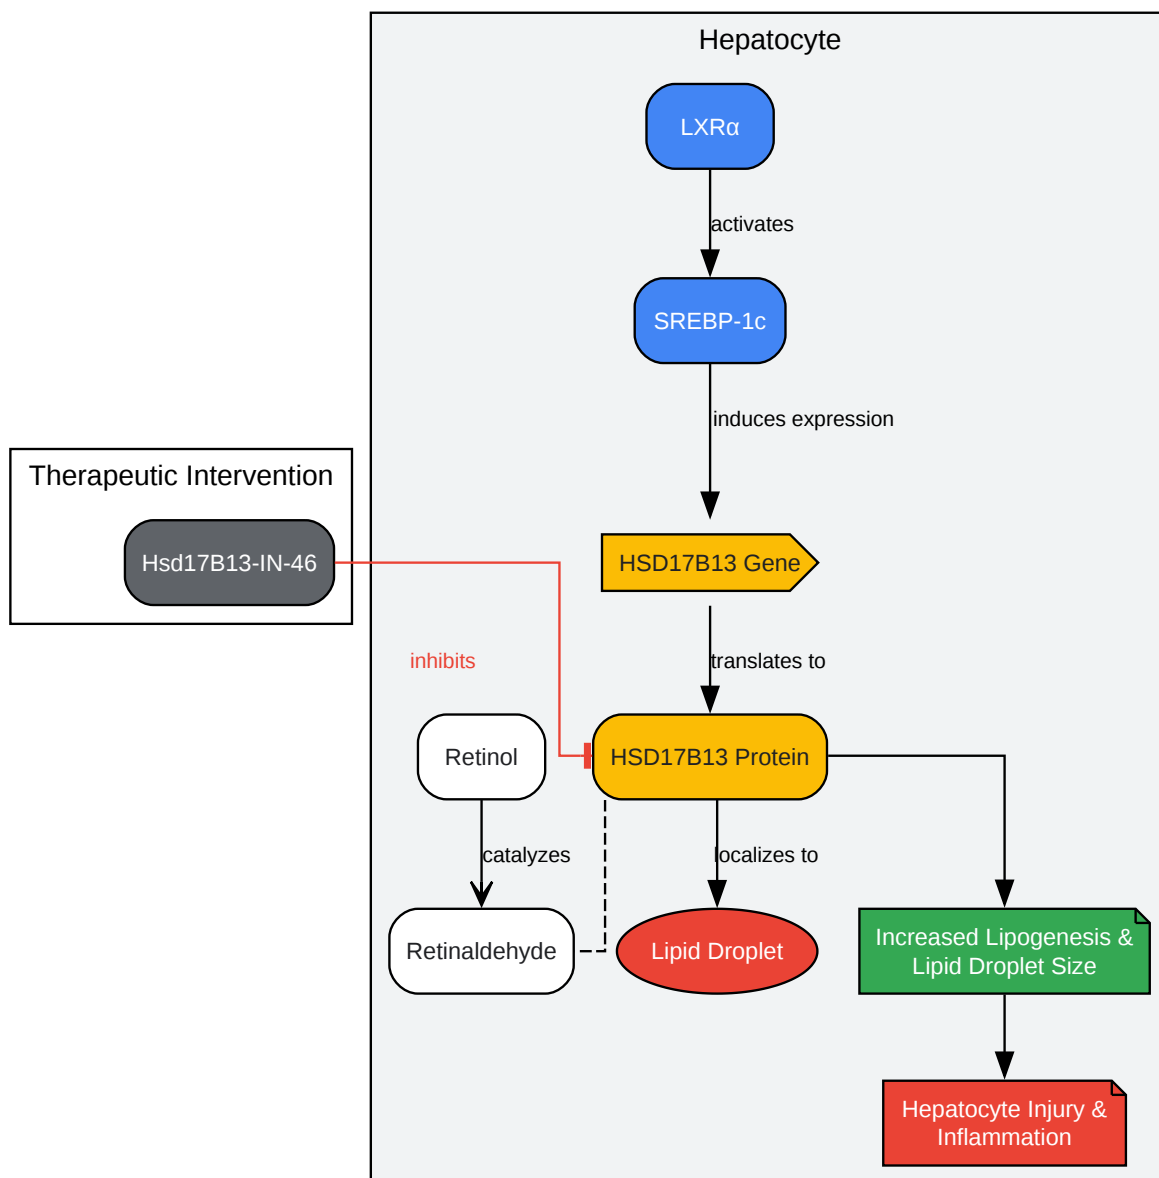 Hepatocyte
LXRα
activates
SREBP-1c
induces expression
Therapeutic Intervention
Hsd17B13-IN-46
HSD17B13 Gene
inhibits
translates to
Retinol
HSD17B13 Protein
catalyzes
localizes to
Retinaldehyde
Lipid Droplet
Increased Lipogenesis &
Lipid Droplet Size
Hepatocyte Injury &
Inflammation